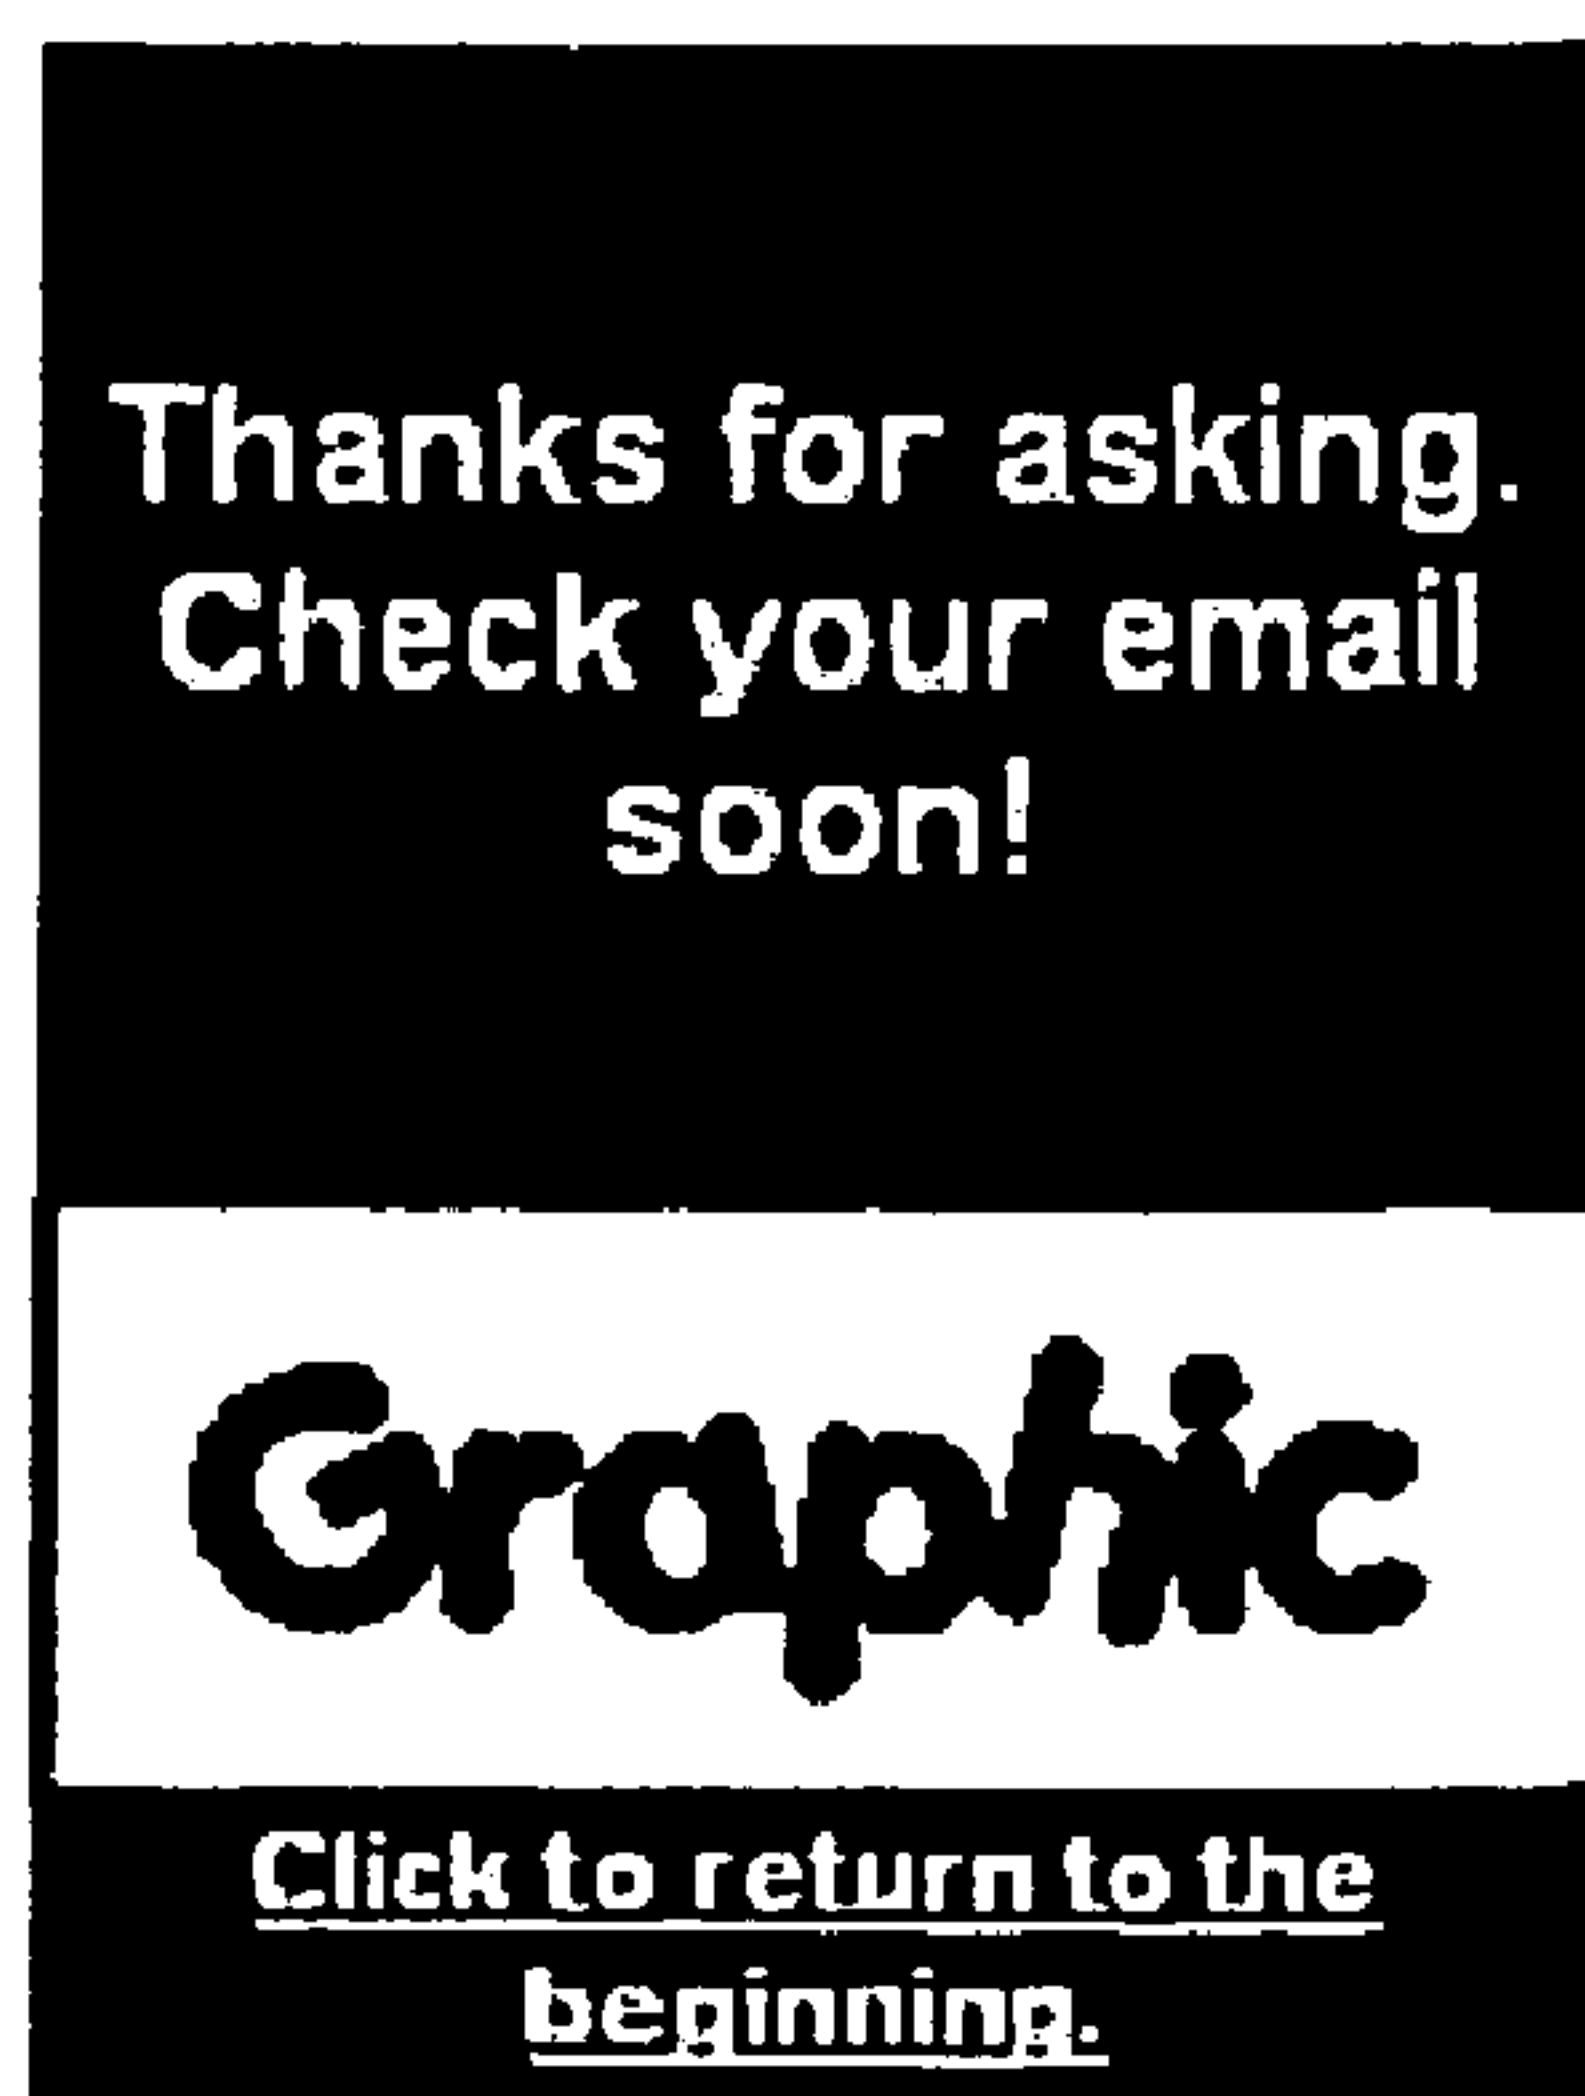 Thanks for asking.
Check your email
soon!
Graphic
Click to return to the
beginning.